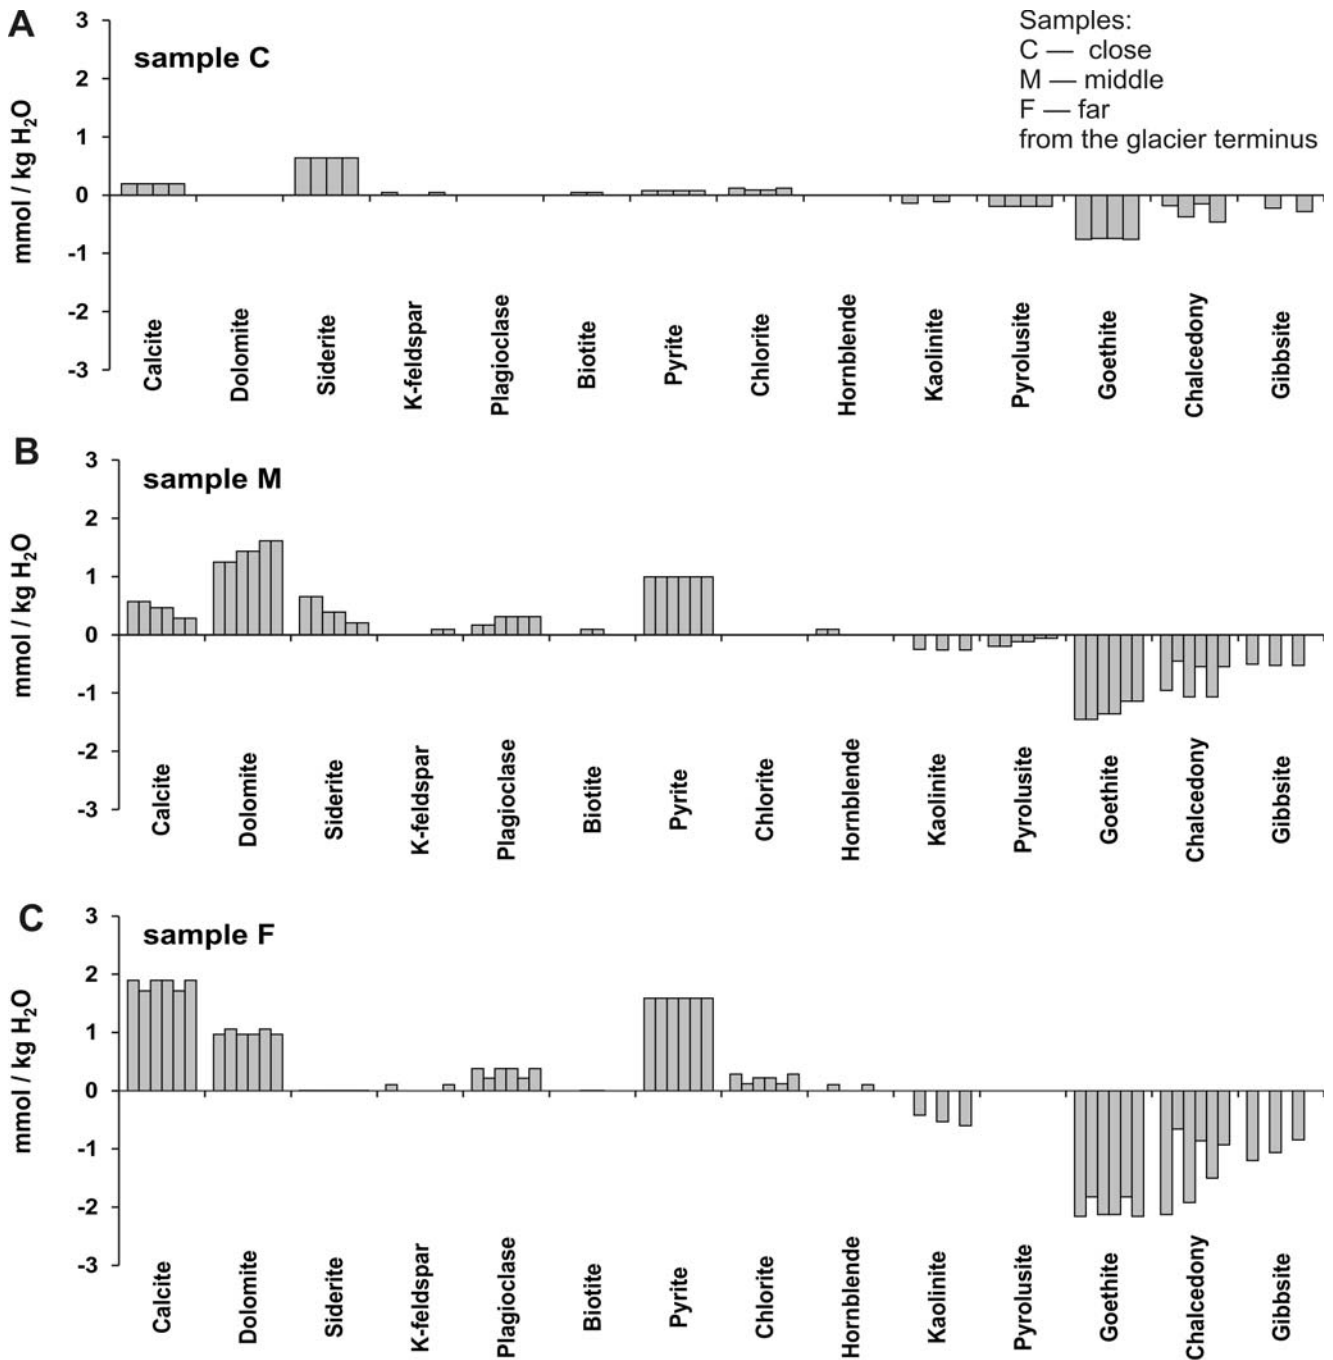 A
sample C
Samples:
C — close
M — middle
F — far
from the glacier terminus
mmol / kg H₂O
3
2
1
0
-1
-2
-3
Calcite
Dolomite
Siderite
K-feldspar
Plagioclase
Biotite
Pyrite
Chlorite
Hornblende
Kaolinite
Pyrolusite
Goethite
Chalcedony
Gibbsite
B
sample M
mmol / kg H₂O
3
2
1
0
-1
-2
-3
Calcite
Dolomite
Siderite
K-feldspar
Plagioclase
Biotite
Pyrite
Chlorite
Hornblende
Kaolinite
Pyrolusite
Goethite
Chalcedony
Gibbsite
C
sample F
mmol / kg H₂O
3
2
1
0
-1
-2
-3
Calcite
Dolomite
Siderite
K-feldspar
Plagioclase
Biotite
Pyrite
Chlorite
Hornblende
Kaolinite
Pyrolusite
Goethite
Chalcedony
Gibbsite